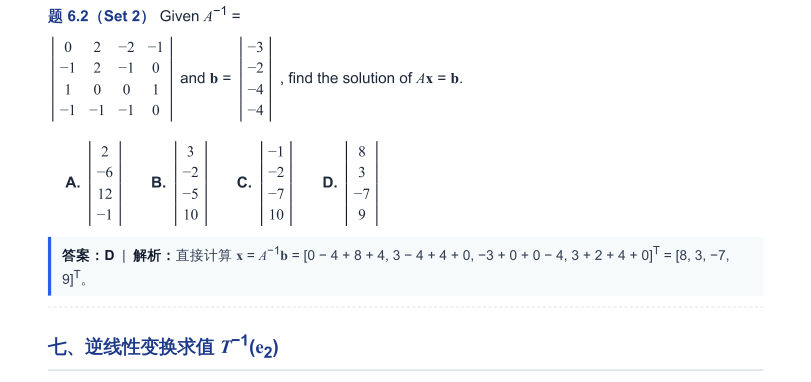 题 6.2（Set 2） Given A⁻¹ =
0 2 −2 −1
−1 2 −1 0
1 0 0 1
−1 −1 −1 0
and b =
−3
−2
−4
−4
, find the solution of Ax = b.
A.
2
−6
12
−1
B.
3
−2
−5
10
C.
−1
−2
−7
10
D.
8
3
−7
9
答案：D | 解析：直接计算 x = A⁻¹b = [0 − 4 + 8 + 4, 3 − 4 + 4 + 0, −3 + 0 + 0 − 4, 3 + 2 + 4 + 0]ᵀ = [8, 3, −7,
9]ᵀ。
七、逆线性变换求值 T⁻¹(e₂)